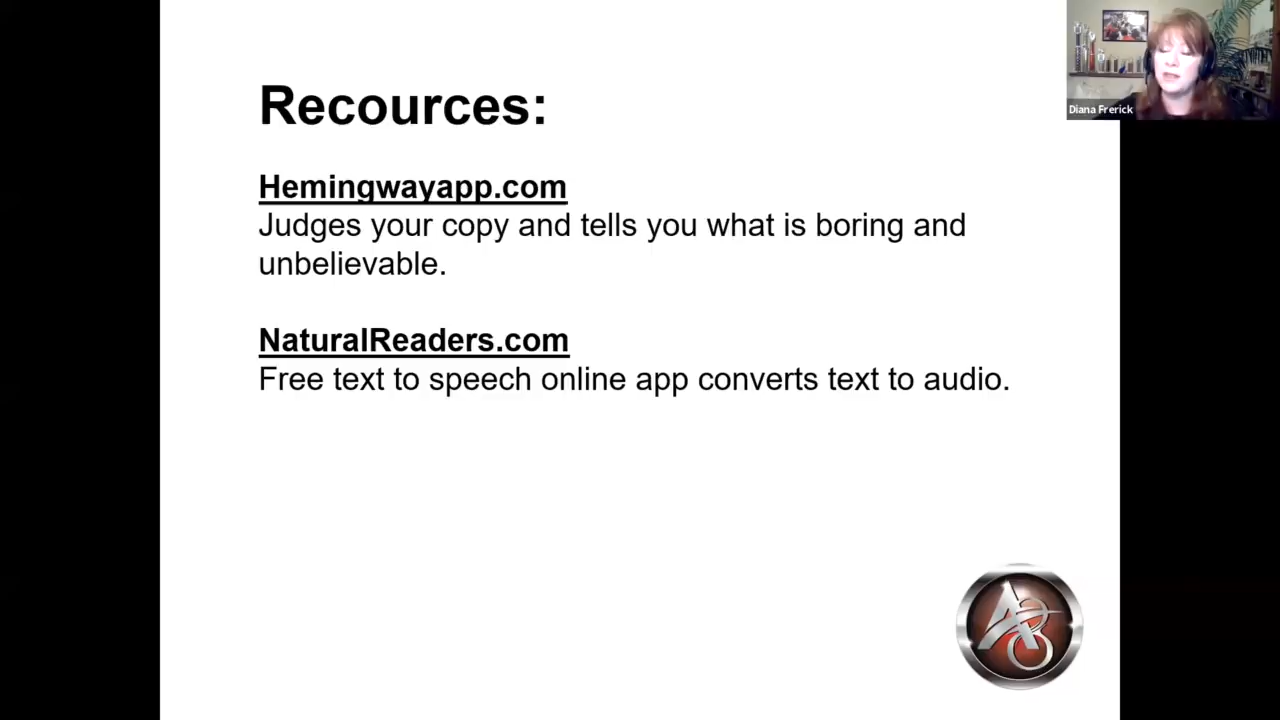 Recources:
Hemingwayapp.com
Judges your copy and tells you what is boring and
unbelievable.
NaturalReaders.com
Free text to speech online app converts text to audio.
Diana Frerick